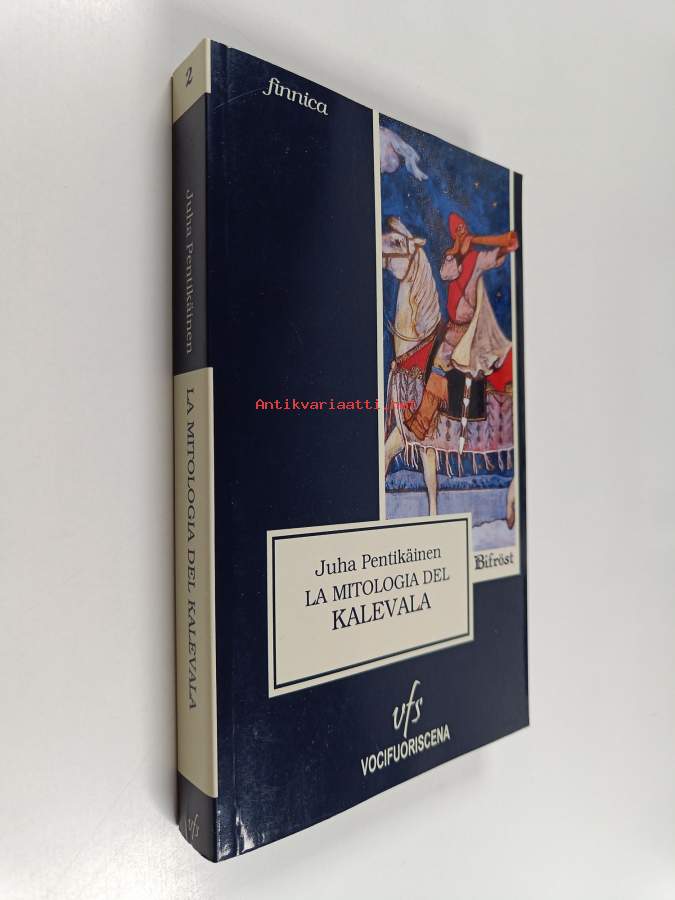 2
Juha Pentikäinen
LA MITOLOGIA DEL KALEVALA
vfs
finnica
Antikvariaatti.net
Bifröst
Juha Pentikäinen
LA MITOLOGIA DEL
KALEVALA
vfs
VOCIFUORISCENA